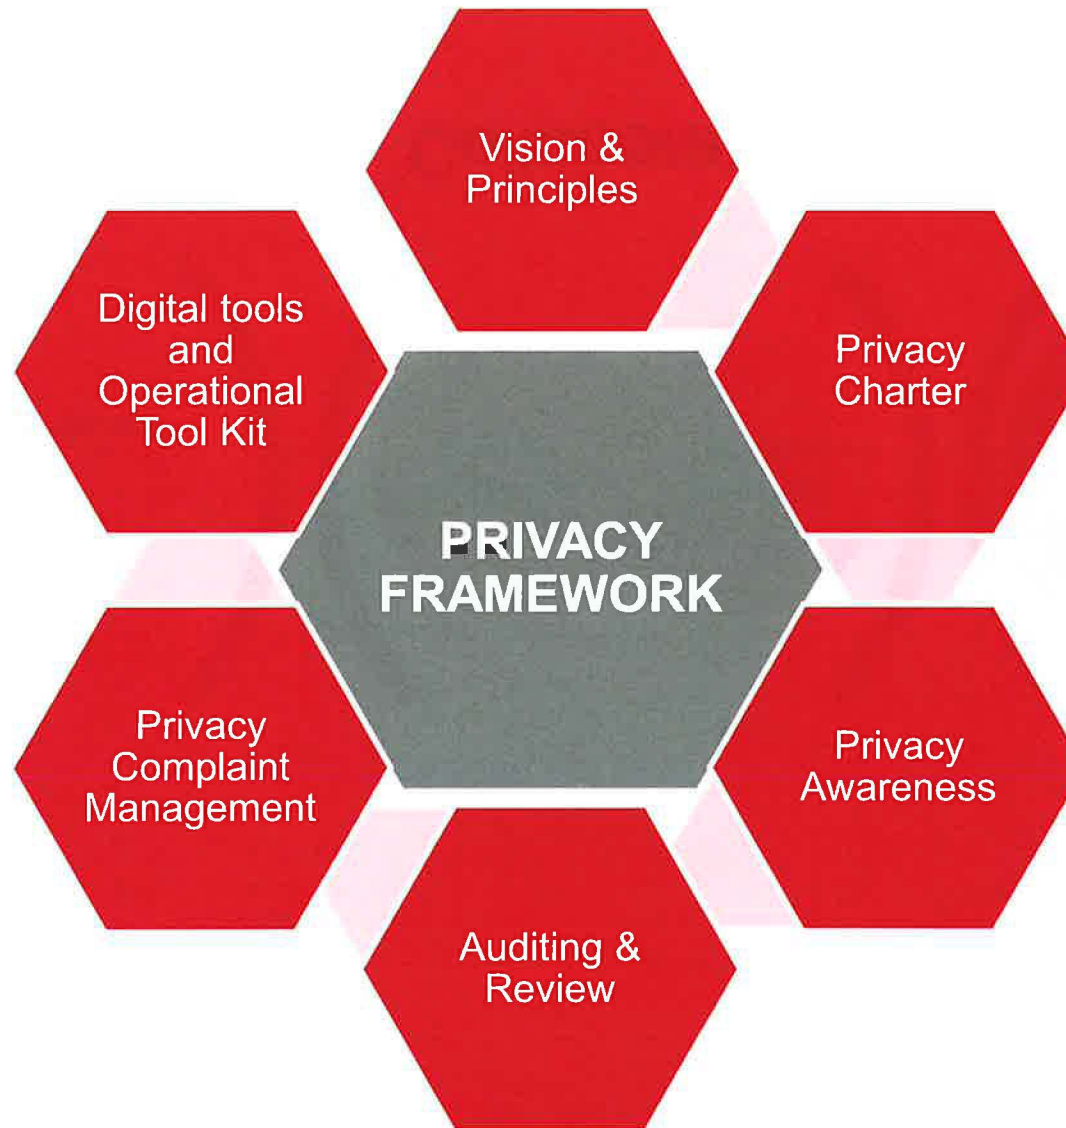 Vision &
Principles
Privacy
Charter
Privacy
Awareness
Auditing &
Review
Privacy
Complaint
Management
Digital tools
and
Operational
Tool Kit
PRIVACY
FRAMEWORK